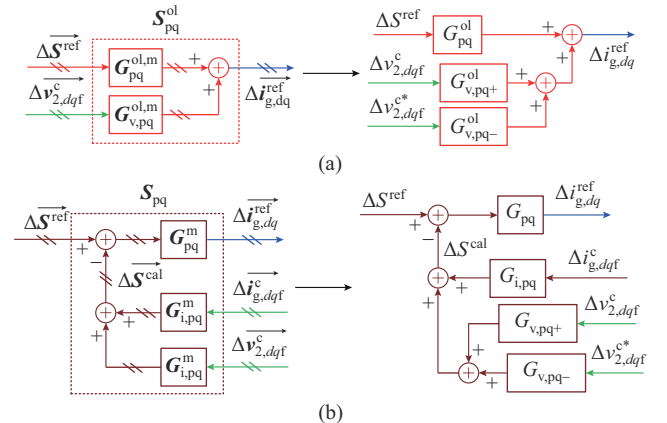 S_pq^ol
ΔS^ref G_pq^ol,m + +
Δv_2,dqf^c G_v,pq^ol,m Δi_g,dq^ref
ΔS^ref G_pq^ol + + Δi_g,dq^ref
Δv_2,dqf^c G_v,pq+^ol + +
Δv_2,dqf^c* G_v,pq−^ol
(a)
S_pq
ΔS^ref + − G_pq^m Δi_g,dq^ref
ΔS^cal
+ + G_i,pq^m Δi_g,dqf^c
G_i,pq^m Δv_2,dqf^c
ΔS^ref + − G_pq Δi_g,dq^ref
ΔS^cal
+ + G_i,pq Δi_g,dqf^c
G_v,pq+ Δv_2,dqf^c
+ + G_v,pq− Δv_2,dqf^c*
(b)